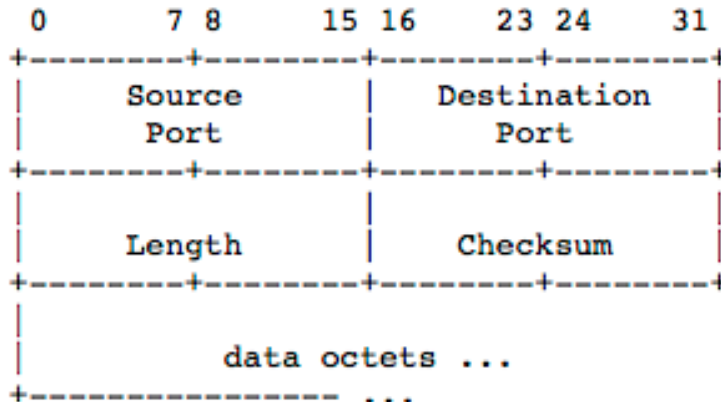 0 7 8 15 16 23 24 31
+--------+--------+--------+--------+
| Source | Destination |
| Port | Port |
+--------+--------+--------+--------+
| | |
| Length | Checksum |
+--------+--------+--------+--------+
|
| data octets ...
+---------------- ...